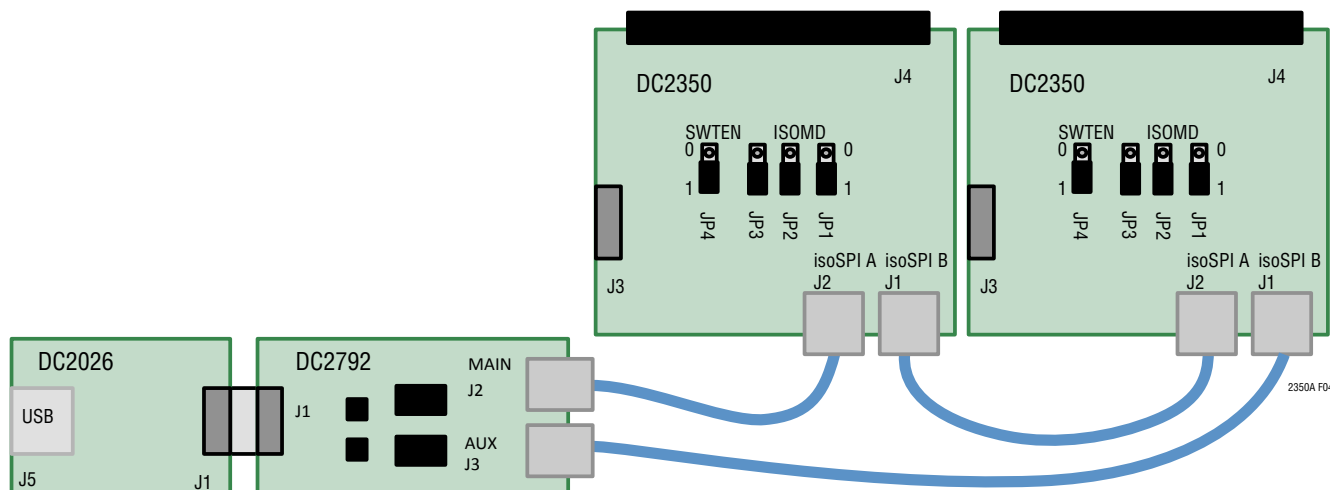 DC2350
J4
SWTEN ISOMD
0 0
1 1
JP4 JP3 JP2 JP1
isoSPI A isoSPI B
J3 J2 J1
DC2350
J4
SWTEN ISOMD
0 0
1 1
JP4 JP3 JP2 JP1
isoSPI A isoSPI B
J3 J2 J1
DC2026
USB
J5 J1
DC2792
MAIN
J2
J1
AUX
J3
2350A F04